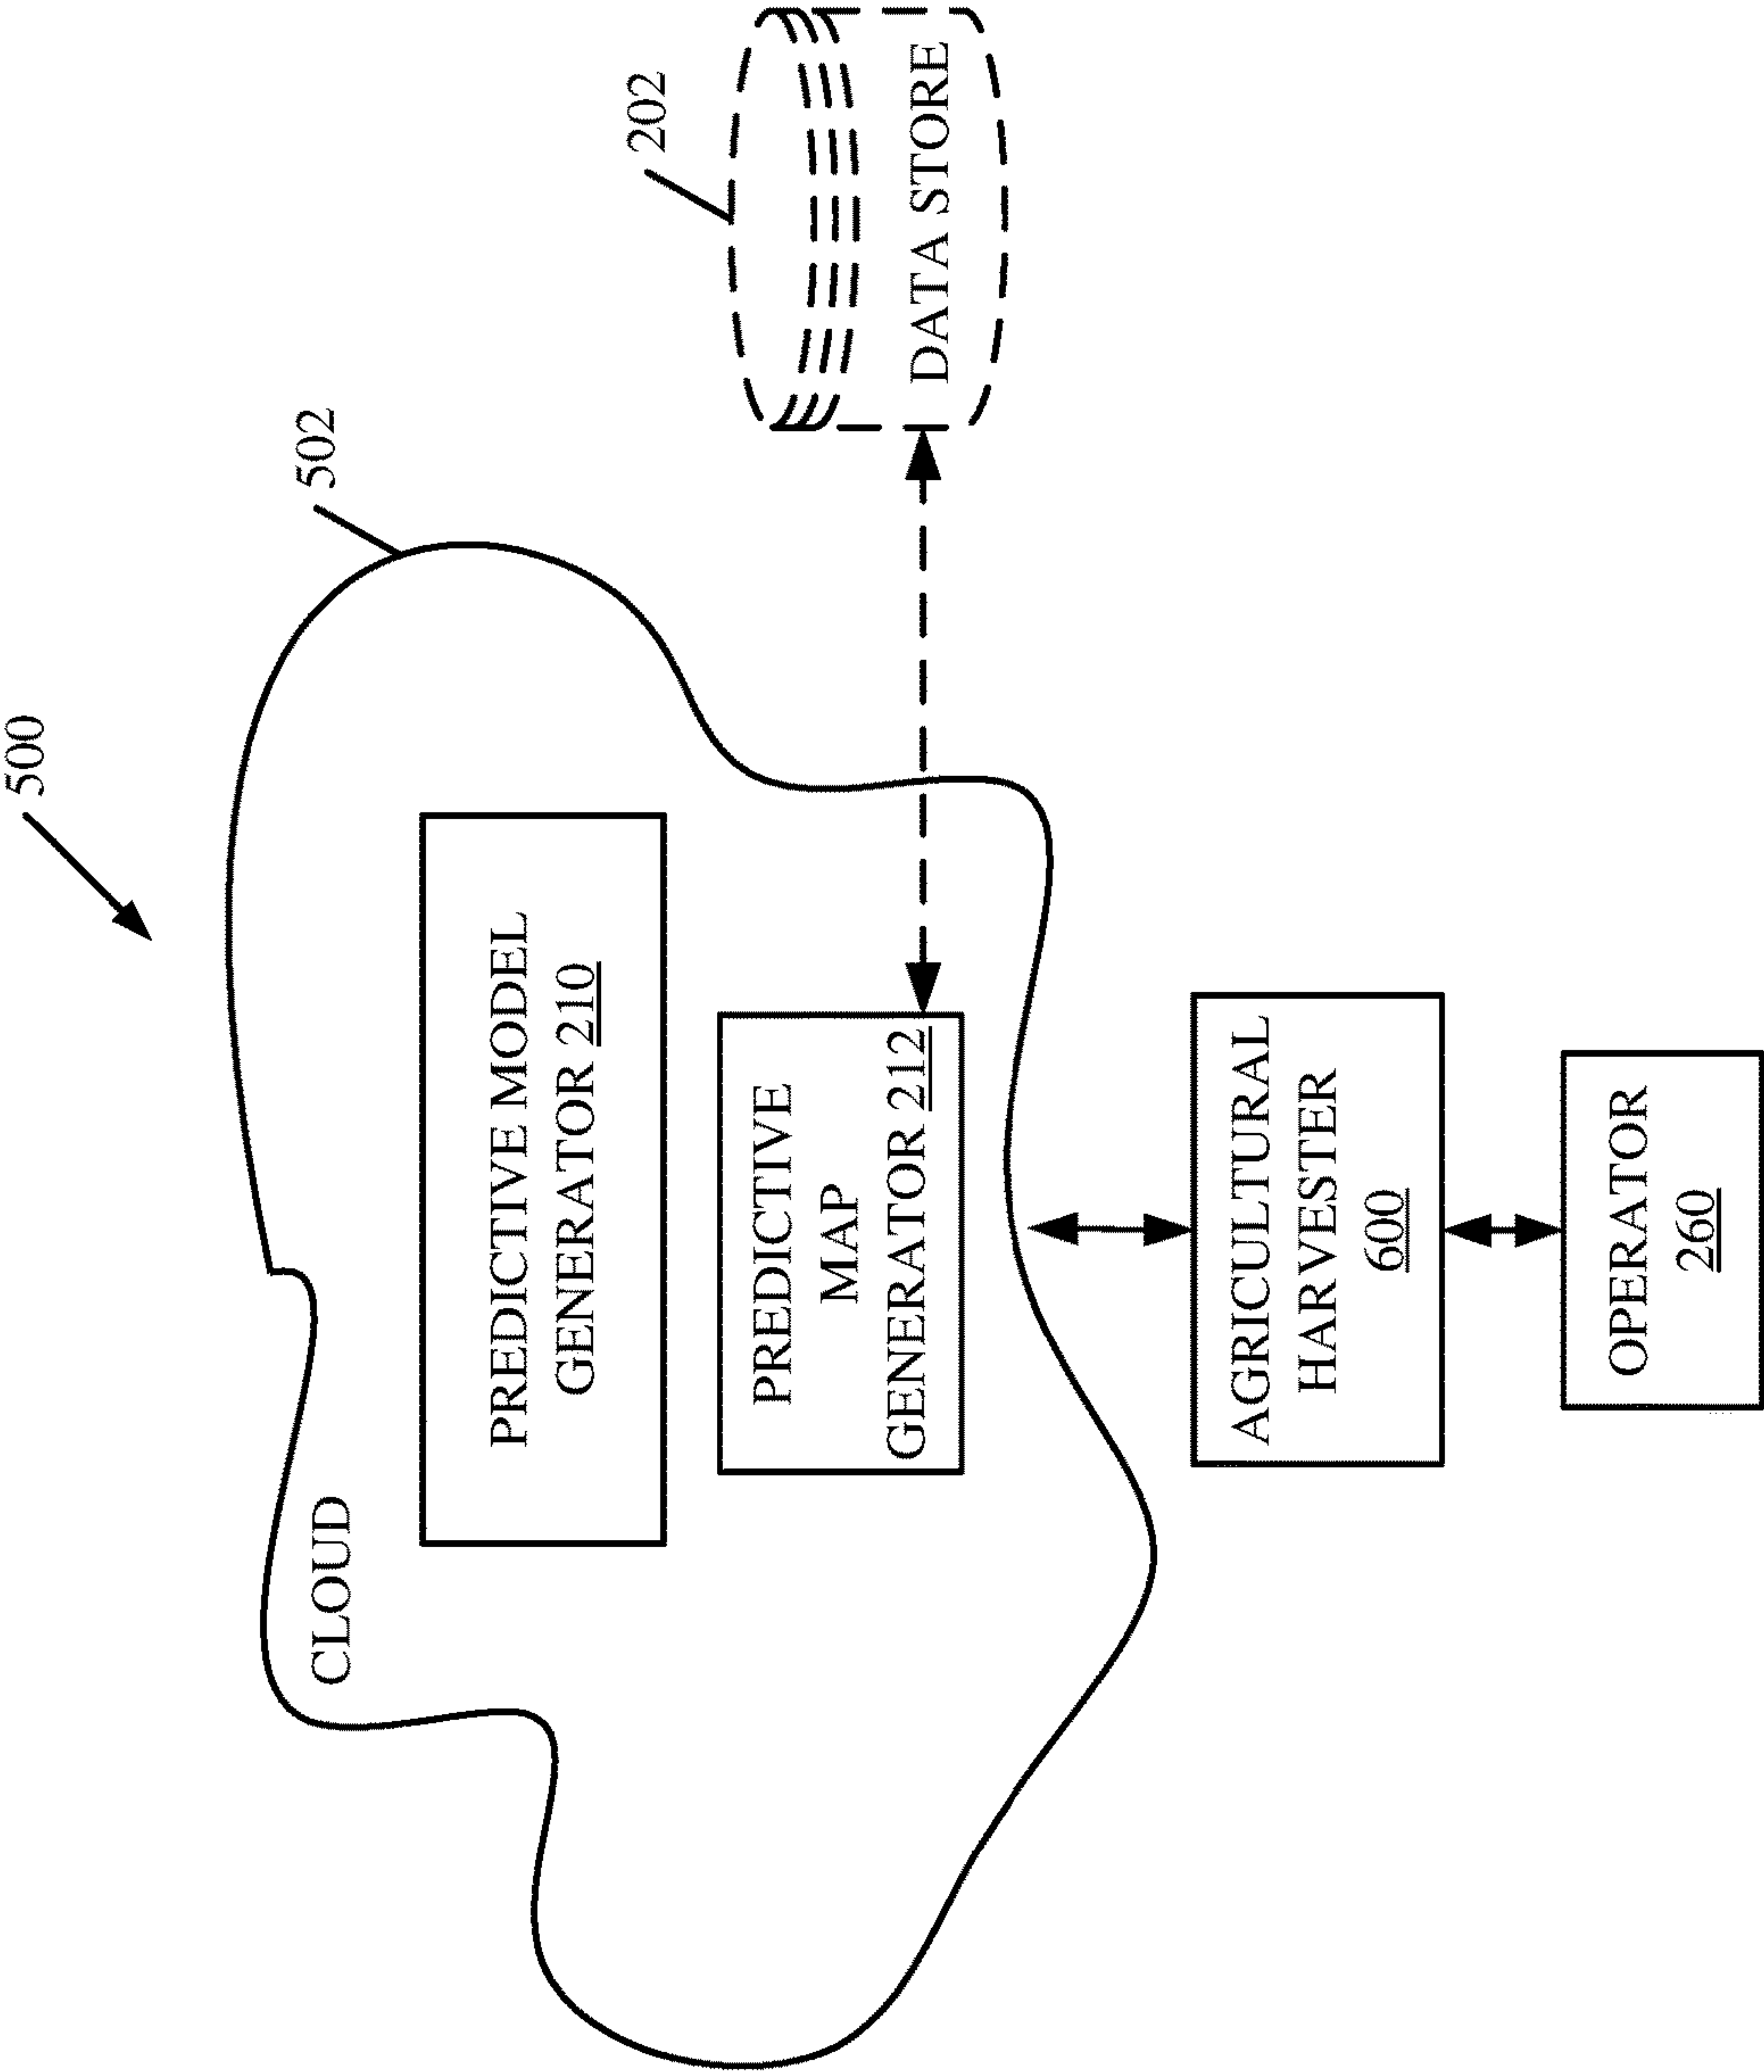 500
502
CLOUD
PREDICTIVE MODEL
GENERATOR 210
202
PREDICTIVE
MAP
GENERATOR 212
DATA STORE
AGRICULTURAL
HARVESTER
600
OPERATOR
260